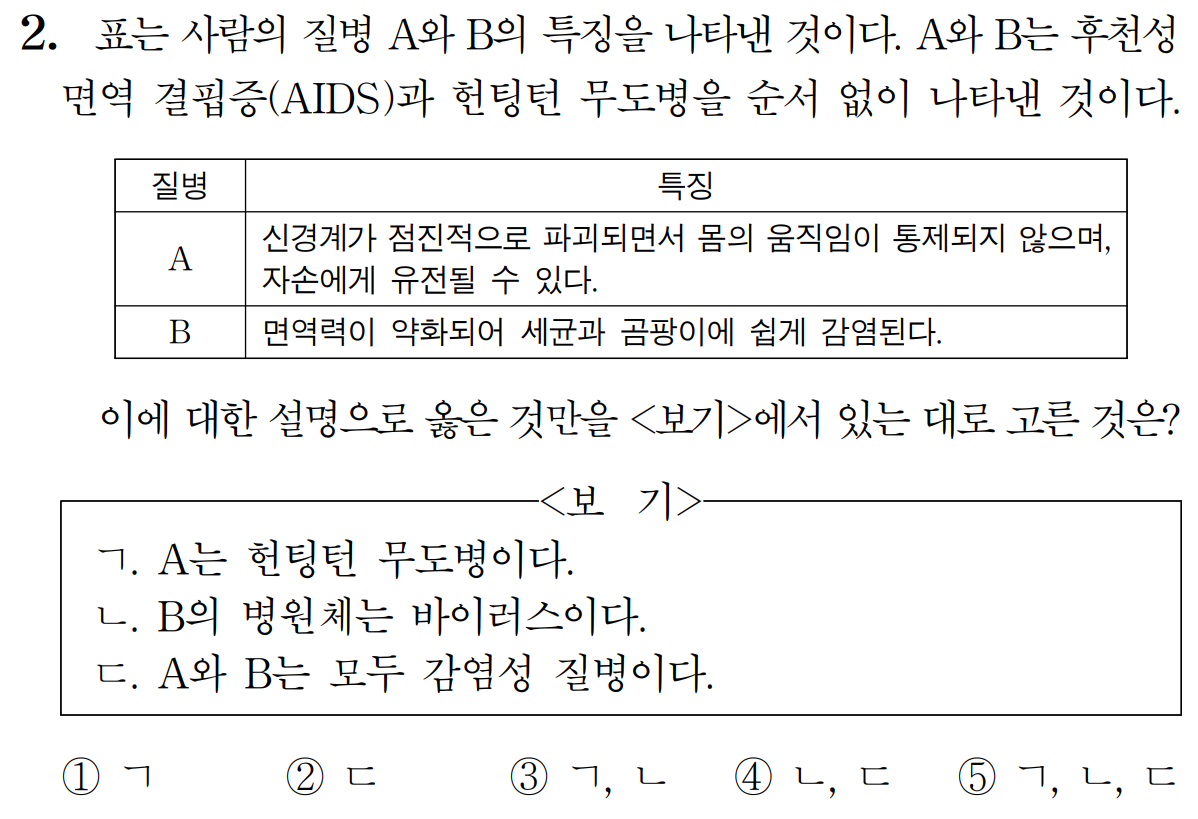 2. 표는 사람의 질병 A와 B의 특징을 나타낸 것이다. A와 B는 후천성
면역 결핍증(AIDS)과 헌팅턴 무도병을 순서 없이 나타낸 것이다.
질병 특징
A 신경계가 점진적으로 파괴되면서 몸의 움직임이 통제되지 않으며,
자손에게 유전될 수 있다.
B 면역력이 약화되어 세균과 곰팡이에 쉽게 감염된다.
이에 대한 설명으로 옳은 것만을 <보기>에서 있는 대로 고른 것은?
<보 기>
ㄱ. A는 헌팅턴 무도병이다.
ㄴ. B의 병원체는 바이러스이다.
ㄷ. A와 B는 모두 감염성 질병이다.
① ㄱ ② ㄷ ③ ㄱ, ㄴ ④ ㄴ, ㄷ ⑤ ㄱ, ㄴ, ㄷ